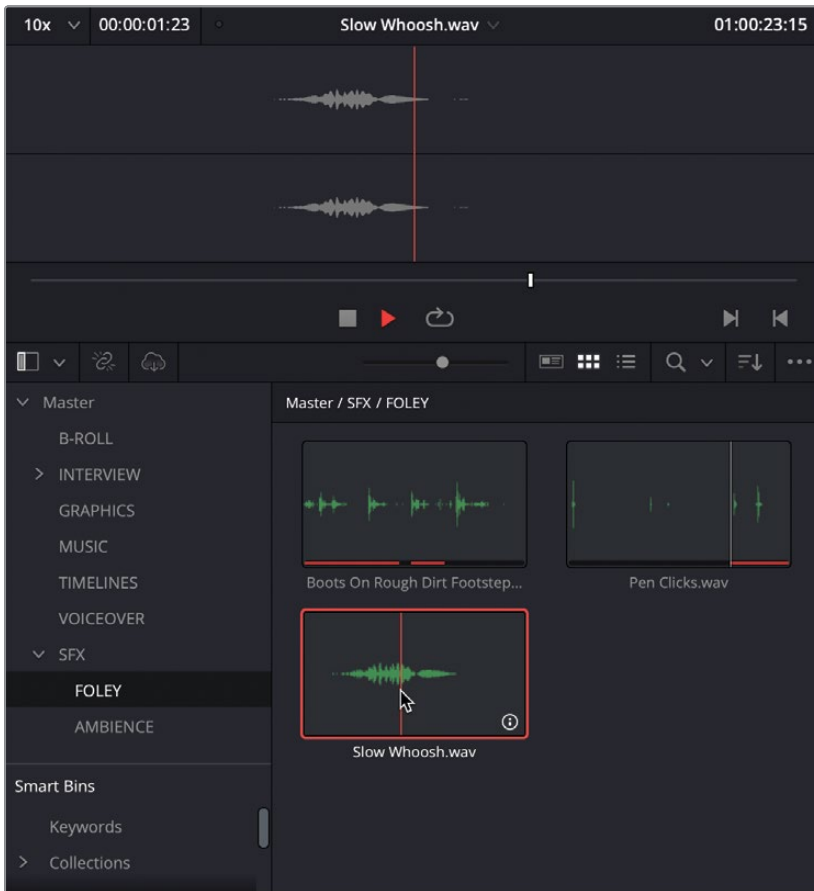 10x 00:00:01:23 Slow Whoosh.wav 01:00:23:15
Master
B-ROLL
INTERVIEW
GRAPHICS
MUSIC
TIMELINES
VOICEOVER
SFX
FOLEY
AMBIENCE
Smart Bins
Keywords
Collections
Master / SFX / FOLEY
Boots On Rough Dirt Footstep...
Pen Clicks.wav
Slow Whoosh.wav